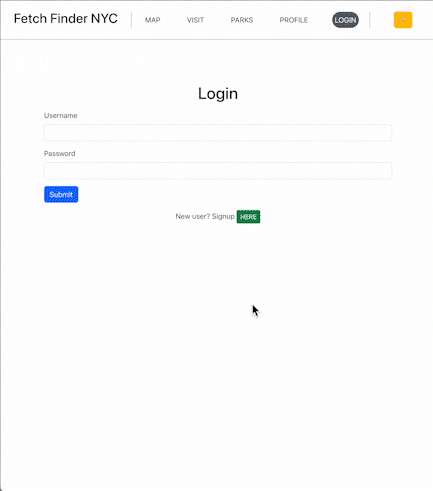 Fetch Finder NYC MAP VISIT PARKS PROFILE LOGIN
Login
Username
Password
Submit
New user? Signup HERE